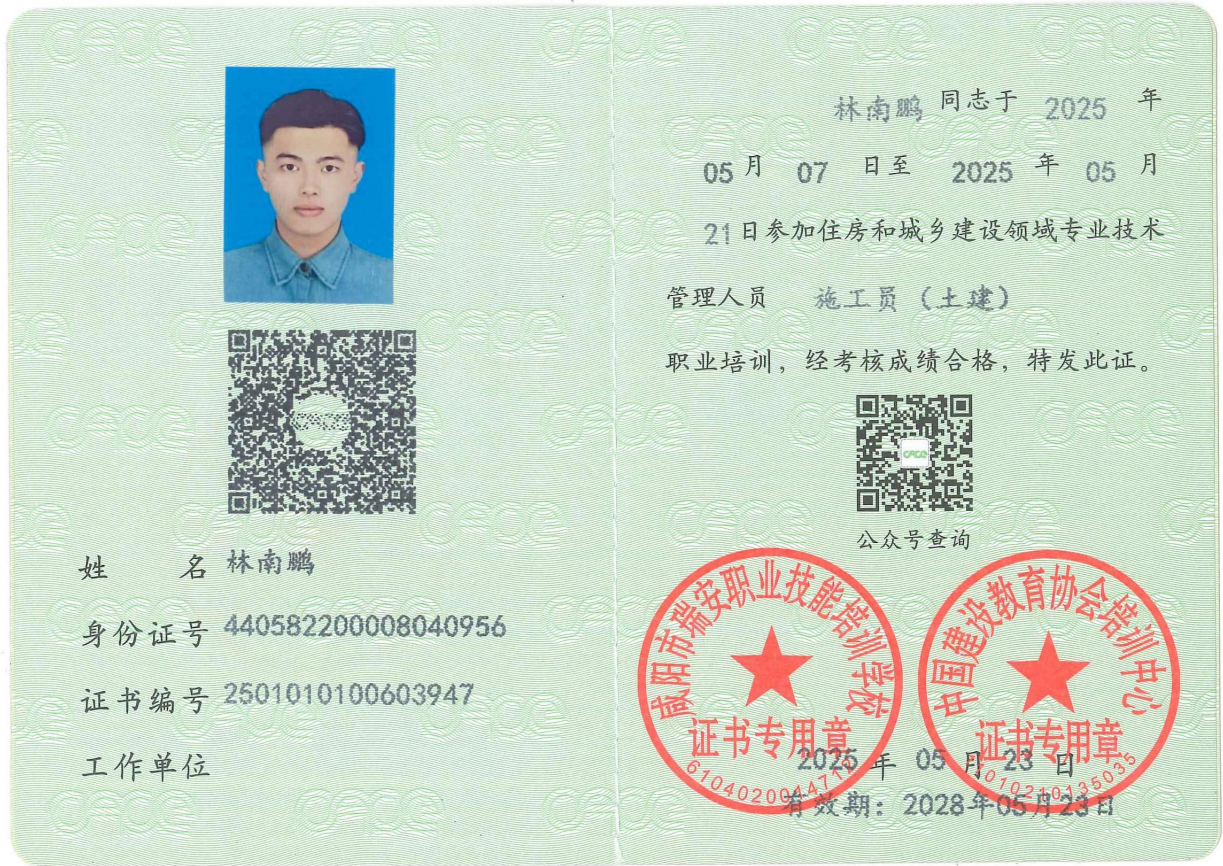 姓 名 林南鹏
身份证号 440582200008040956
证书编号 2501010100603947
工作单位
林南鹏 同志于 2025 年
05 月 07 日至 2025 年 05 月
21 日参加住房和城乡建设领域专业技术
管理人员 施工员（土建）
职业培训，经考核成绩合格，特发此证。
CECE
公众号查询
咸阳市瑞安职业技能培训学校
证书专用章
中国建设教育协会培训中心
证书专用章
2025 年 05 月 23 日
有效期：2028年05月23日